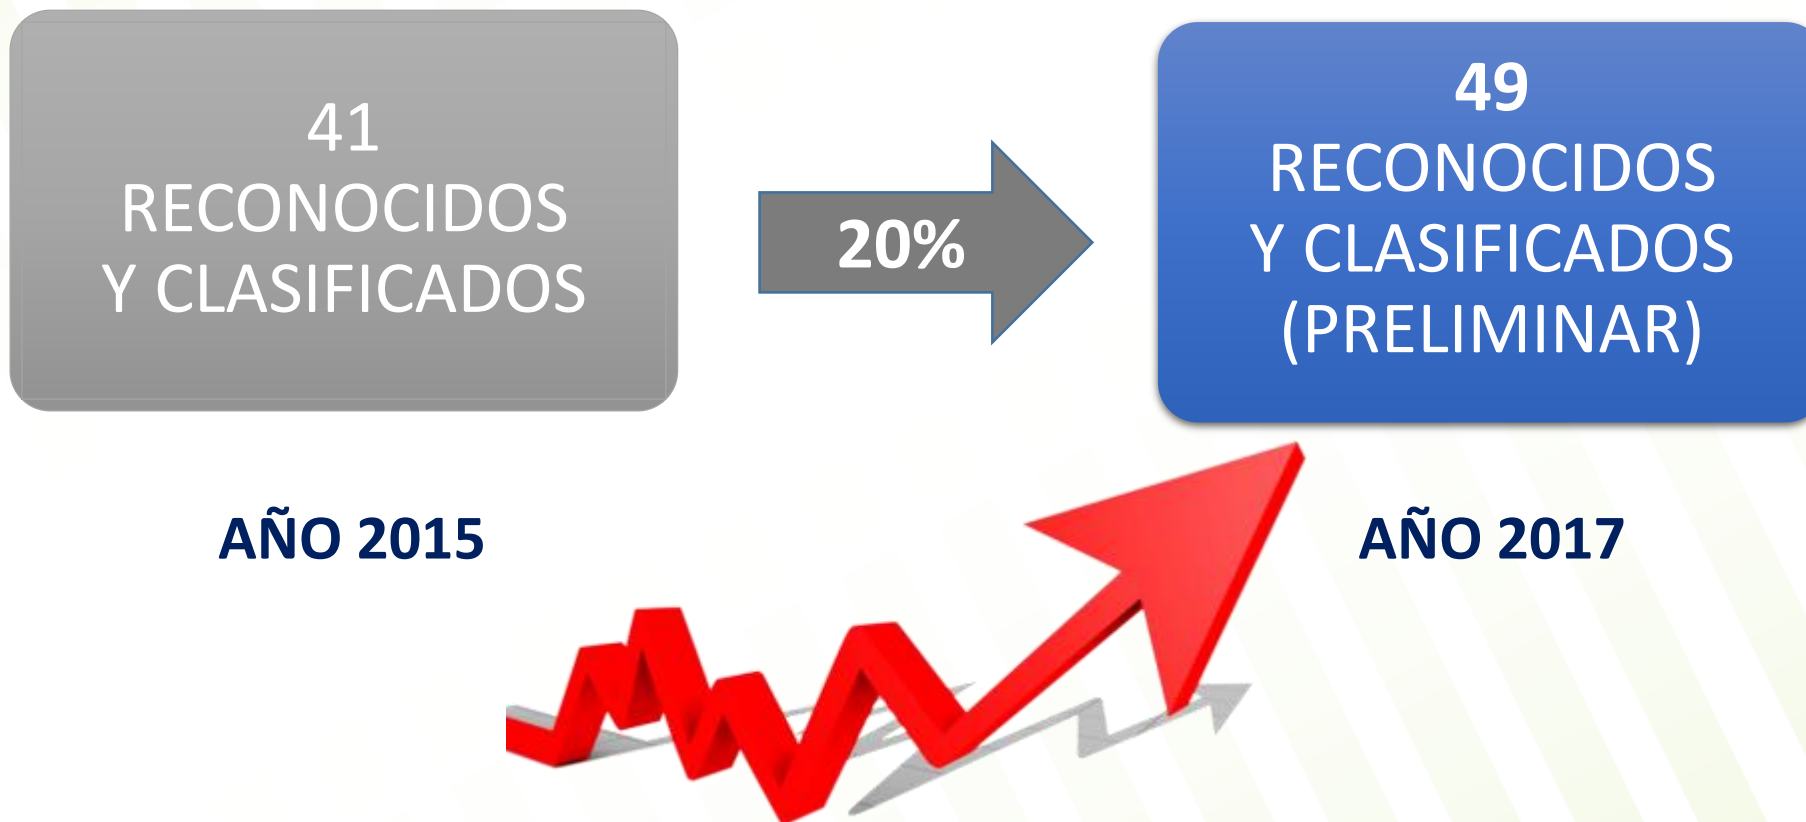 41
RECONOCIDOS
Y CLASIFICADOS
20%
49
RECONOCIDOS
Y CLASIFICADOS
(PRELIMINAR)
AÑO 2015
AÑO 2017